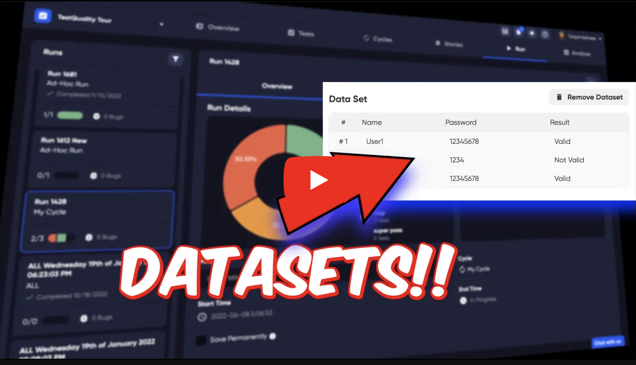 TestQuality Tour
Overview
Tests
Cycles
Stories
Run
Analyze
Runs
Run 1681
Ad-Hoc Run
Completed 11/10/2022
1/1
0 Bugs
Run 1612 New
Ad-Hoc Run
0/1
0 Bugs
Run 1428
My Cycle
2/3
0 Bugs
ALL Wednesday 19th of January 2022
06:23:03 PM
ALL
Completed 10/18/2022
0/0
0 Bugs
ALL Wednesday 19th of January 2022
Run 1428
Overview
Run Details
33.33%
super pass
Cycle
My Cycle
Start Time
2022-06-08 5:06:53
End Time
In Progress
Save Permanently
Chat with us
Data Set
Remove Dataset
# Name Password Result
# 1 User1 12345678 Valid
1234 Not Valid
12345678 Valid
DATASETS!!